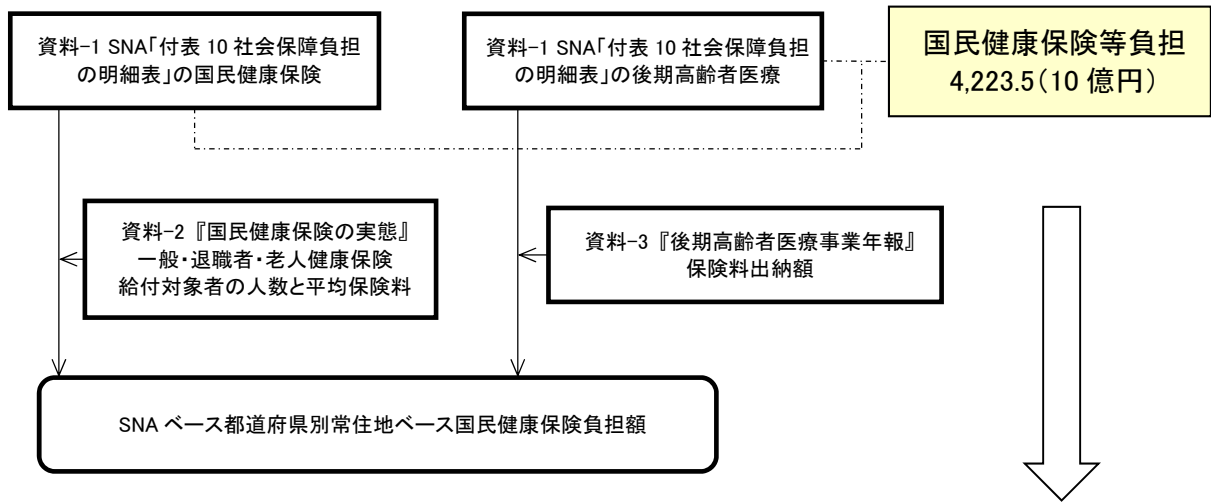 資料-1 SNA「付表 10 社会保障負担
の明細表」の国民健康保険
資料-1 SNA「付表 10 社会保障負担
の明細表」の後期高齢者医療
国民健康保険等負担
4,223.5(10 億円)
資料-2 『国民健康保険の実態』
一般・退職者・老人健康保険
給付対象者の人数と平均保険料
資料-3 『後期高齢者医療事業年報』
保険料出納額
SNA ベース都道府県別常住地ベース国民健康保険負担額